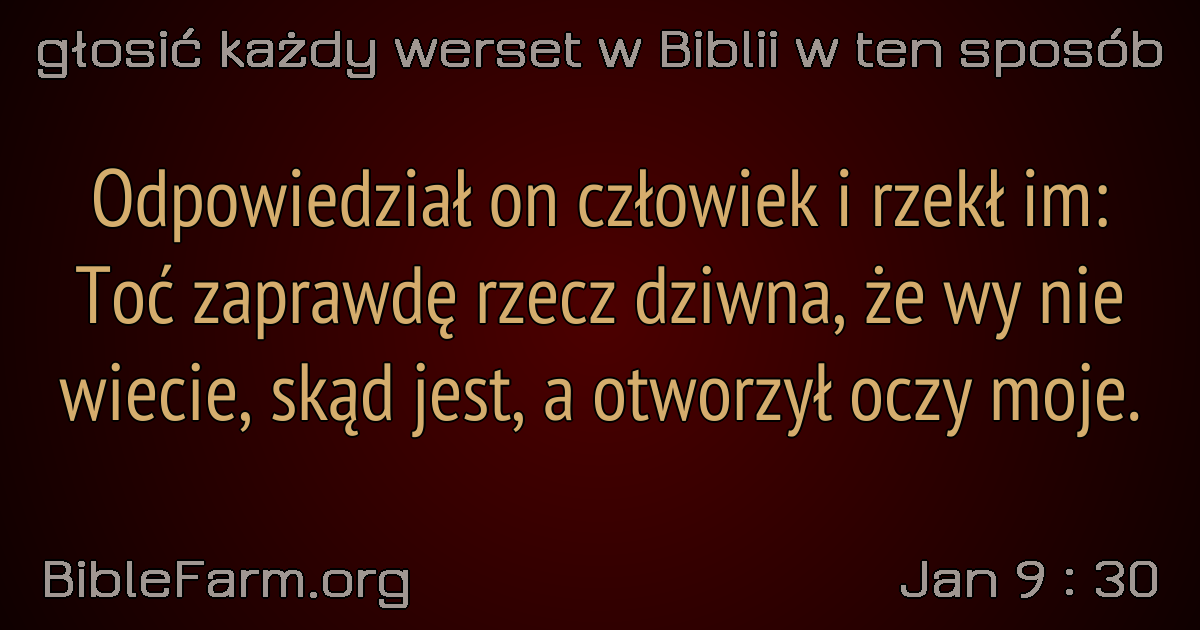 głosić każdy werset w Biblii w ten sposób
Odpowiedział on człowiek i rzekł im:
Toć zaprawdę rzecz dziwna, że wy nie
wiecie, skąd jest, a otworzył oczy moje.
BibleFarm.org
Jan 9 : 30